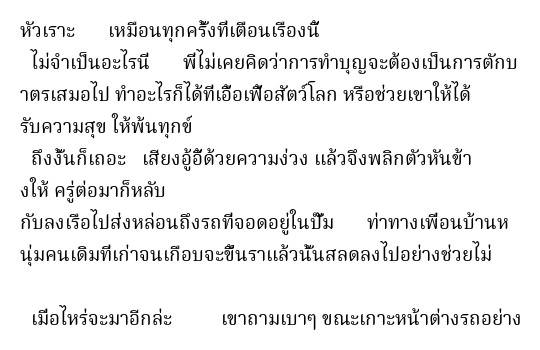 หัวเราะ เหมือนทุกครั้งที่เตือนเรื่องนี้
ไม่จำเป็นอะไรนี่ พี่ไม่เคยคิดว่าการทำบุญจะต้องเป็นการตักบ
าตรเสมอไป ทำอะไรก็ได้ที่เอื้อเฟื้อสัตว์โลก หรือช่วยเขาให้ได้
รับความสุข ให้พ้นทุกข์
ถึงงั้นก็เถอะ เสียงอู้อี้ด้วยความง่วง แล้วจึงพลิกตัวหันข้า
งให้ ครู่ต่อมาก็หลับ
กับลงเรือไปส่งหล่อนถึงรถที่จอดอยู่ในปั๊ม ท่าทางเพื่อนบ้านห
นุ่มคนเดิมที่เก่าจนเกือบจะขึ้นราแล้วนั้นสลดลงไปอย่างช่วยไม่
เมื่อไหร่จะมาอีกล่ะ เขาถามเบาๆ ขณะเกาะหน้าต่างรถอย่าง